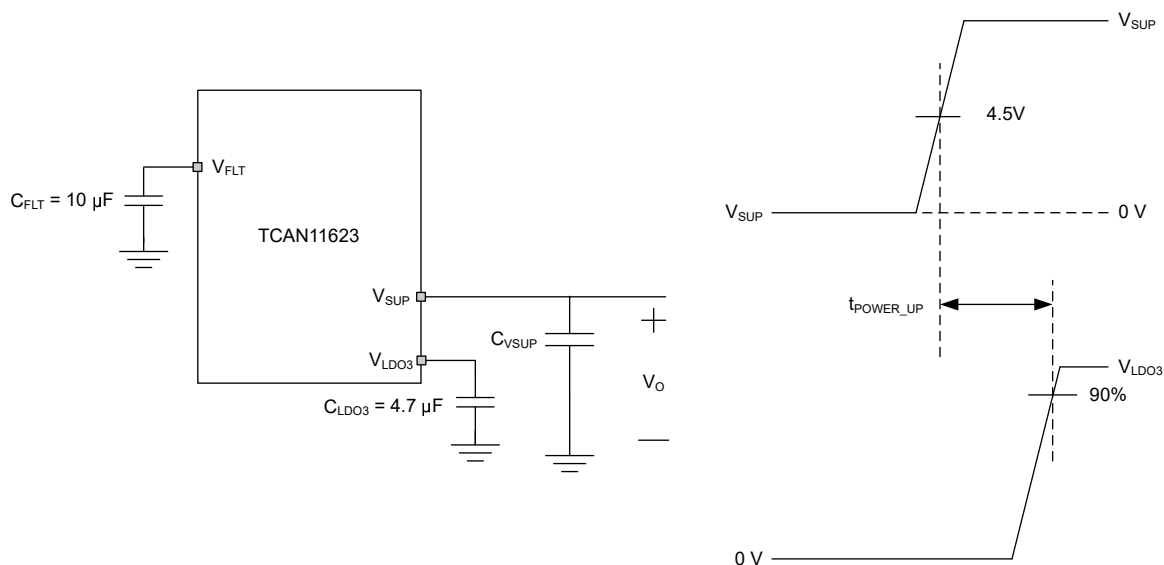 V_FLT
C_FLT = 10 µF
TCAN11623
V_SUP
C_VSUP
V_LDO3
C_LDO3 = 4.7 µF
+
V_O
—
V_SUP
4.5V
V_SUP
0 V
t_POWER_UP
V_LDO3
90%
0 V